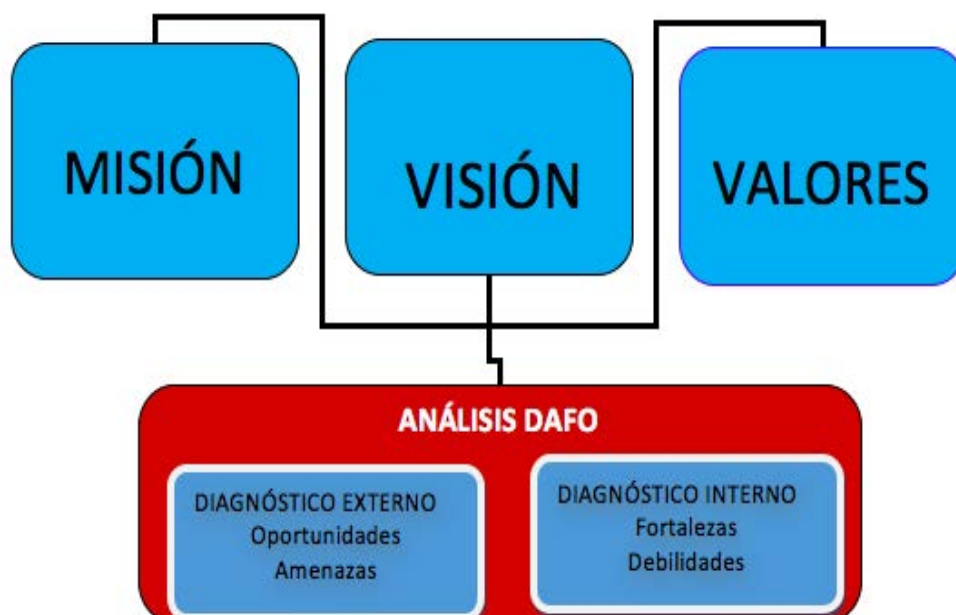 MISIÓN
VISIÓN
VALORES
ANÁLISIS DAFO
DIAGNÓSTICO EXTERNO
Oportunidades
Amenazas
DIAGNÓSTICO INTERNO
Fortalezas
Debilidades